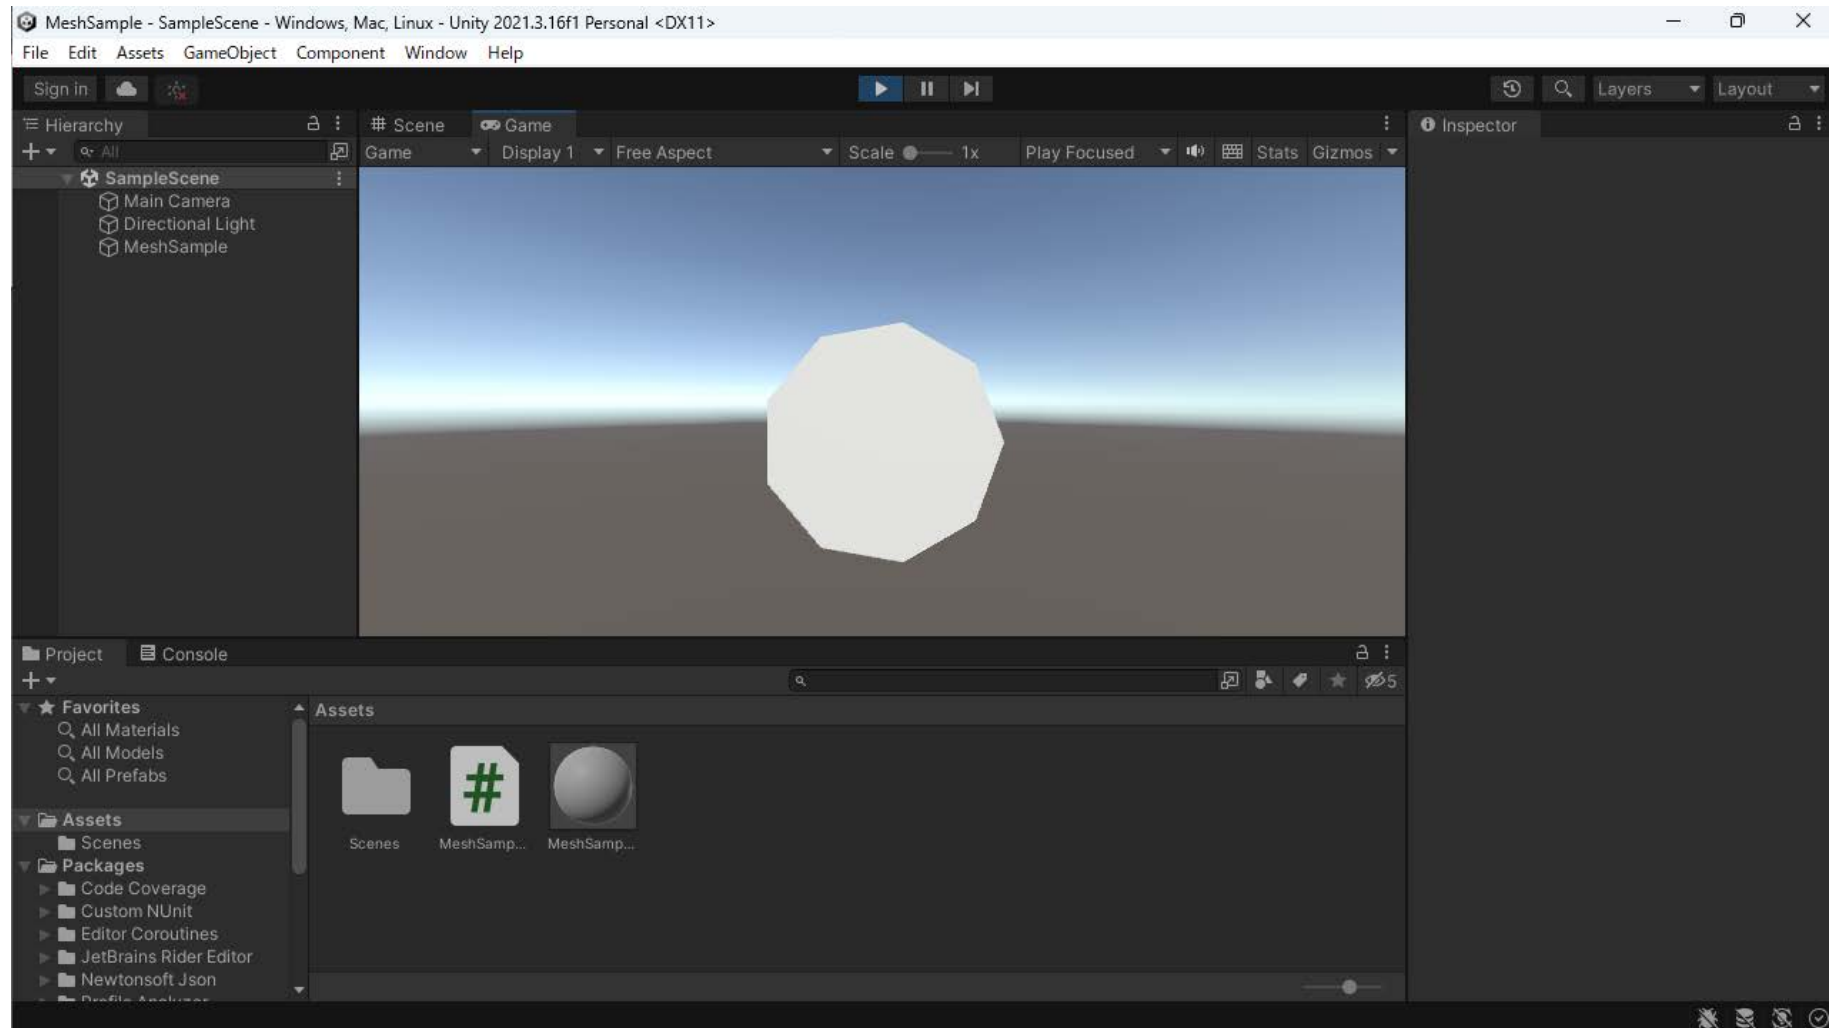 MeshSample - SampleScene - Windows, Mac, Linux - Unity 2021.3.16f1 Personal <DX11>
File Edit Assets GameObject Component Window Help
Sign in
Layers
Layout
Hierarchy
All
SampleScene
Main Camera
Directional Light
MeshSample
Scene
Game
Game
Display 1
Free Aspect
Scale
1x
Play Focused
Stats
Gizmos
Inspector
Project
Console
5
Favorites
All Materials
All Models
All Prefabs
Assets
Scenes
Packages
Code Coverage
Custom NUnit
Editor Coroutines
JetBrains Rider Editor
Newtonsoft Json
Assets
#
Scenes
MeshSamp...
MeshSamp...